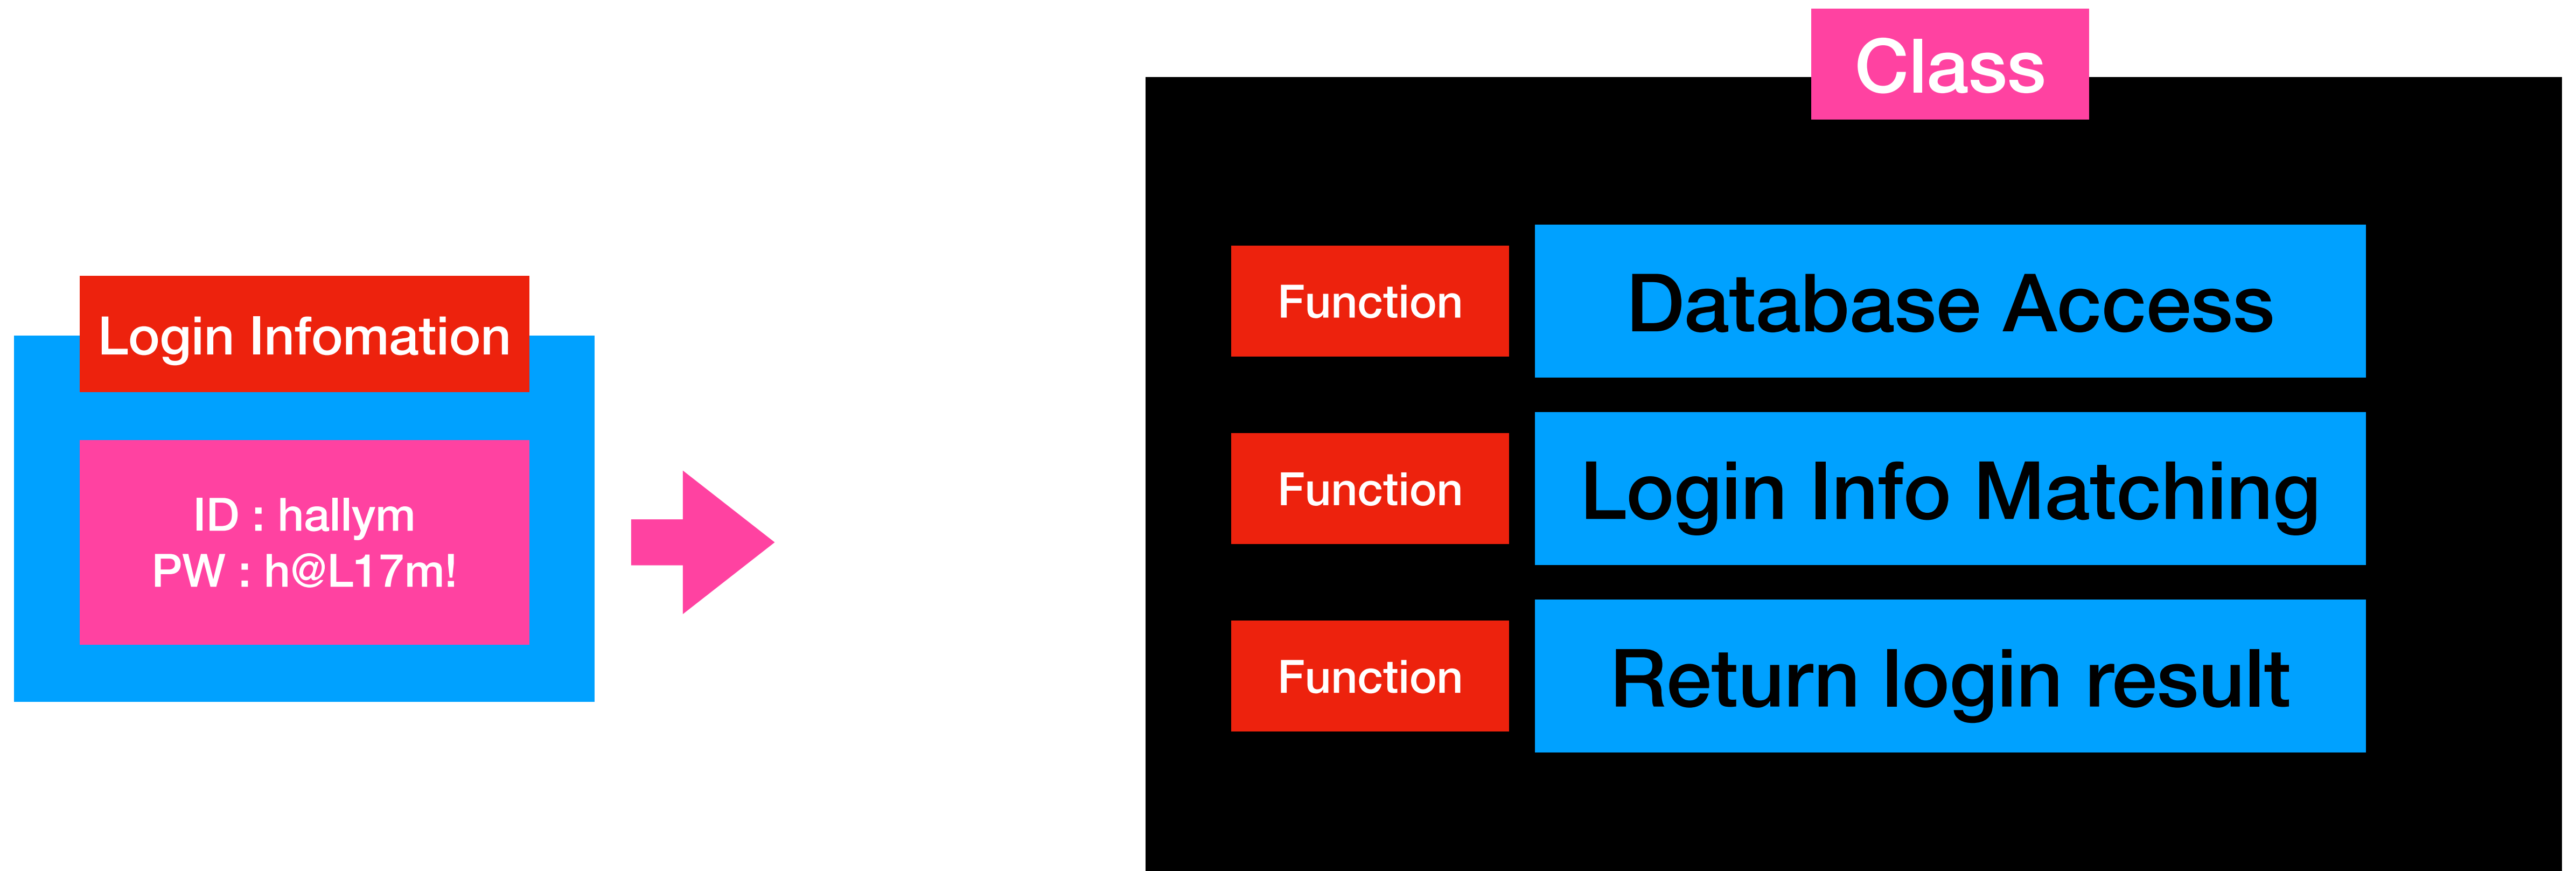 Class
Login Infomation
ID : hallym
PW : h@L17m!
Function
Database Access
Function
Login Info Matching
Function
Return login result